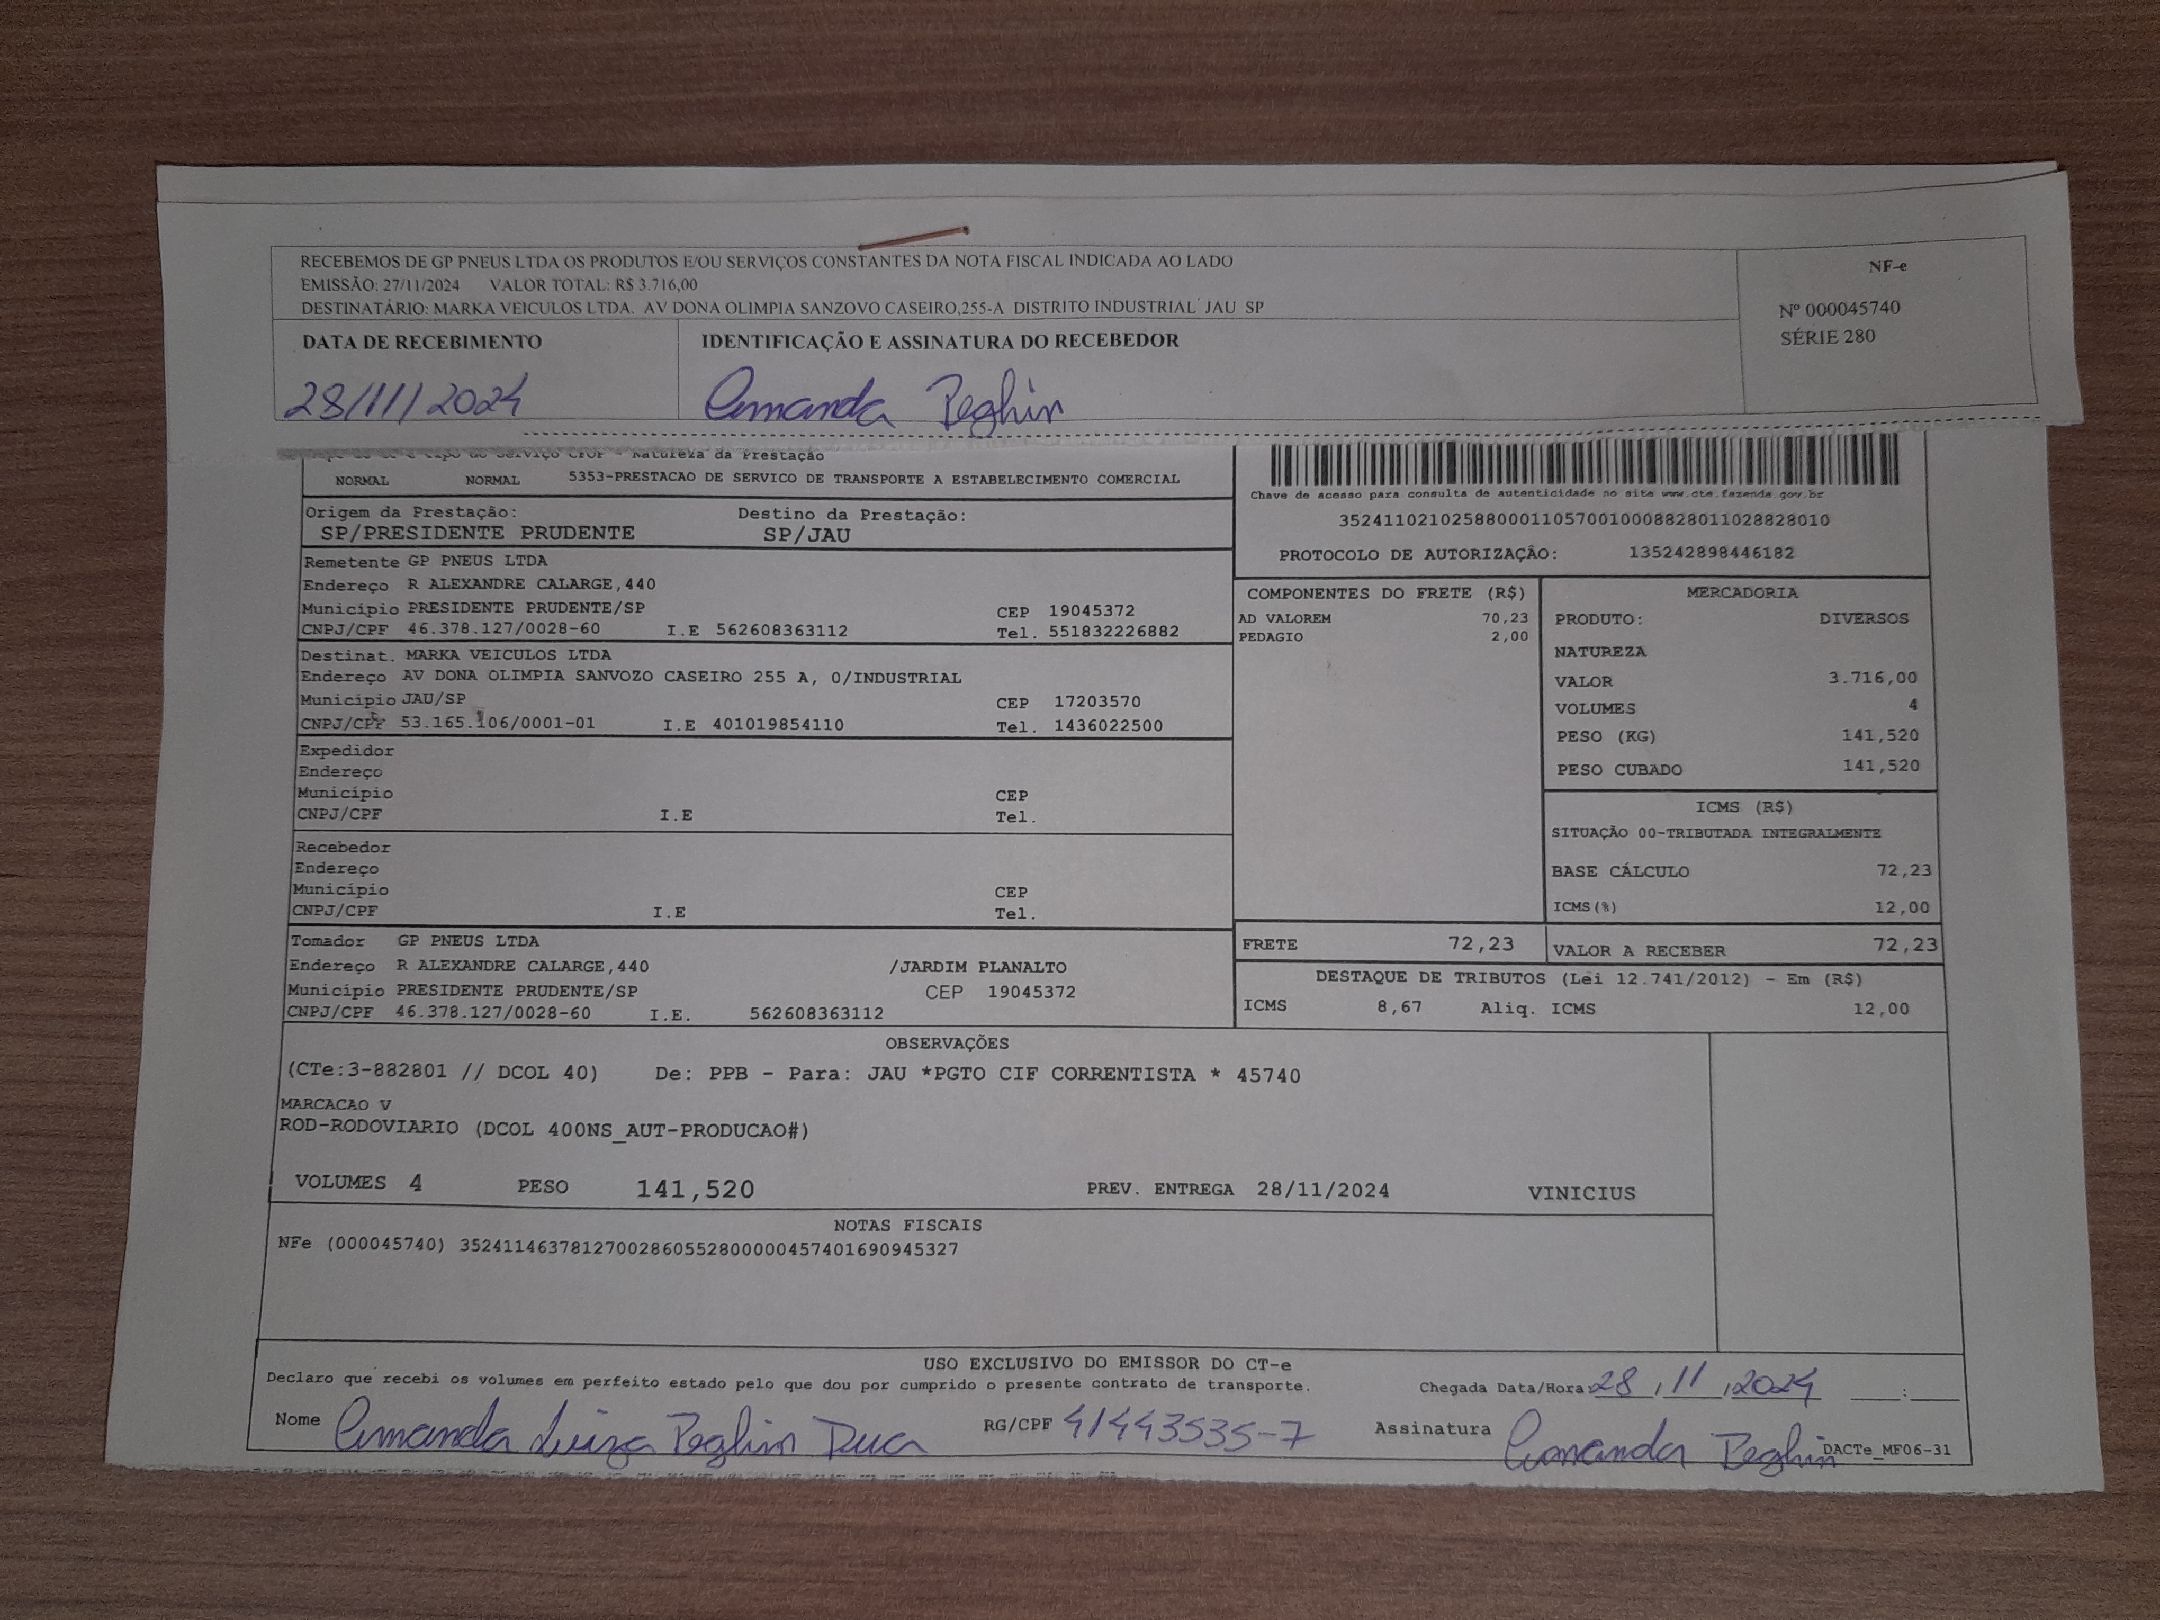 RECEBEMOS DE GP PNEUS LTDA OS PRODUTOS E/OU SERVIÇOS CONSTANTES DA NOTA FISCAL INDICADA AO LADO
EMISSÃO: 27/11/2024 VALOR TOTAL: R$ 3.716,00
DESTINATÁRIO: MARKA VEICULOS LTDA. AV DONA OLIMPIA SANZOVO CASEIRO,255-A DISTRITO INDUSTRIAL JAU SP
NF-e
Nº 000045740
SÉRIE 280
DATA DE RECEBIMENTO
IDENTIFICAÇÃO E ASSINATURA DO RECEBEDOR
28/11/2024
Amanda Peghin
Serviço CFOP - Natureza da Prestação
NORMAL NORMAL 5353-PRESTACAO DE SERVICO DE TRANSPORTE A ESTABELECIMENTO COMERCIAL
Origem da Prestação: Destino da Prestação:
SP/PRESIDENTE PRUDENTE SP/JAU
Remetente GP PNEUS LTDA
Endereço R ALEXANDRE CALARGE,440
Município PRESIDENTE PRUDENTE/SP CEP 19045372
CNPJ/CPF 46.378.127/0028-60 I.E 562608363112 Tel. 551832226882
Destinat. MARKA VEICULOS LTDA
Endereço AV DONA OLIMPIA SANVOZO CASEIRO 255 A, 0/INDUSTRIAL
Município JAU/SP CEP 17203570
CNPJ/CPF 53.165.106/0001-01 I.E 401019854110 Tel. 1436022500
Expedidor
Endereço
Município CEP
CNPJ/CPF I.E Tel.
Recebedor
Endereço
Município CEP
CNPJ/CPF I.E Tel.
Tomador GP PNEUS LTDA
Endereço R ALEXANDRE CALARGE,440 /JARDIM PLANALTO
Município PRESIDENTE PRUDENTE/SP CEP 19045372
CNPJ/CPF 46.378.127/0028-60 I.E. 562608363112
Chave de acesso para consulta de autenticidade no site www.cte.fazenda.gov.br
35241102102588000110570010008828011028828010
PROTOCOLO DE AUTORIZAÇÃO: 135242898446182
COMPONENTES DO FRETE (R$)
AD VALOREM 70,23
PEDAGIO 2,00
MERCADORIA
PRODUTO: DIVERSOS
NATUREZA
VALOR 3.716,00
VOLUMES 4
PESO (KG) 141,520
PESO CUBADO 141,520
ICMS (R$)
SITUAÇÃO 00-TRIBUTADA INTEGRALMENTE
BASE CÁLCULO 72,23
ICMS(%) 12,00
FRETE 72,23 VALOR A RECEBER 72,23
DESTAQUE DE TRIBUTOS (Lei 12.741/2012) - Em (R$)
ICMS 8,67 Aliq. ICMS 12,00
OBSERVAÇÕES
(CTe:3-882801 // DCOL 40) De: PPB - Para: JAU *PGTO CIF CORRENTISTA * 45740
MARCACAO V
ROD-RODOVIARIO (DCOL 400NS_AUT-PRODUCAO#)
VOLUMES 4 PESO 141,520 PREV. ENTREGA 28/11/2024 VINICIUS
NOTAS FISCAIS
NFe (000045740) 35241146378127002860552800000457401690945327
USO EXCLUSIVO DO EMISSOR DO CT-e
Declaro que recebi os volumes em perfeito estado pelo que dou por cumprido o presente contrato de transporte. Chegada Data/Hora: 28/11/2024 :
Nome Amanda Luiza Peghin Dua RG/CPF 41443535-7 Assinatura Amanda Peghin
DACTe_MF06-31